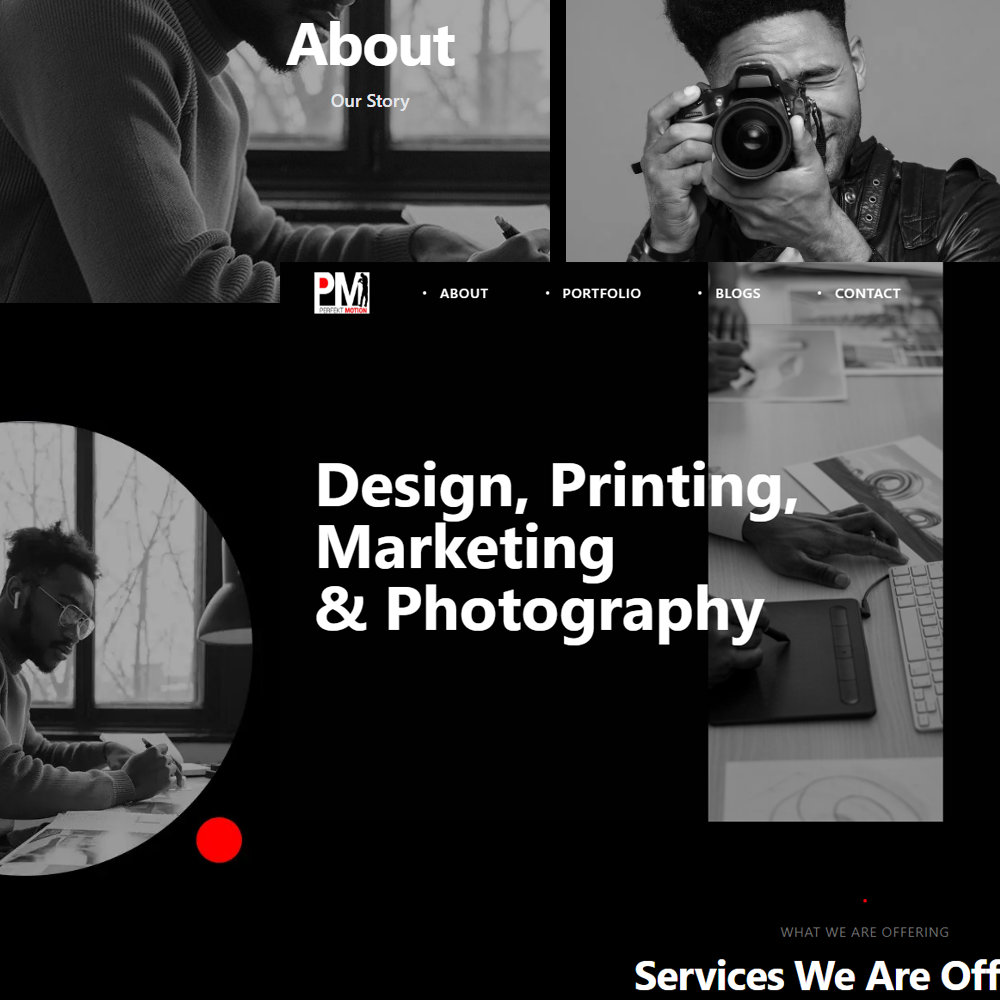 About
Our Story
PM
PERFEKT MOTION
• ABOUT • PORTFOLIO • BLOGS • CONTACT
Design, Printing,
Marketing
& Photography
WHAT WE ARE OFFERING
Services We Are Off